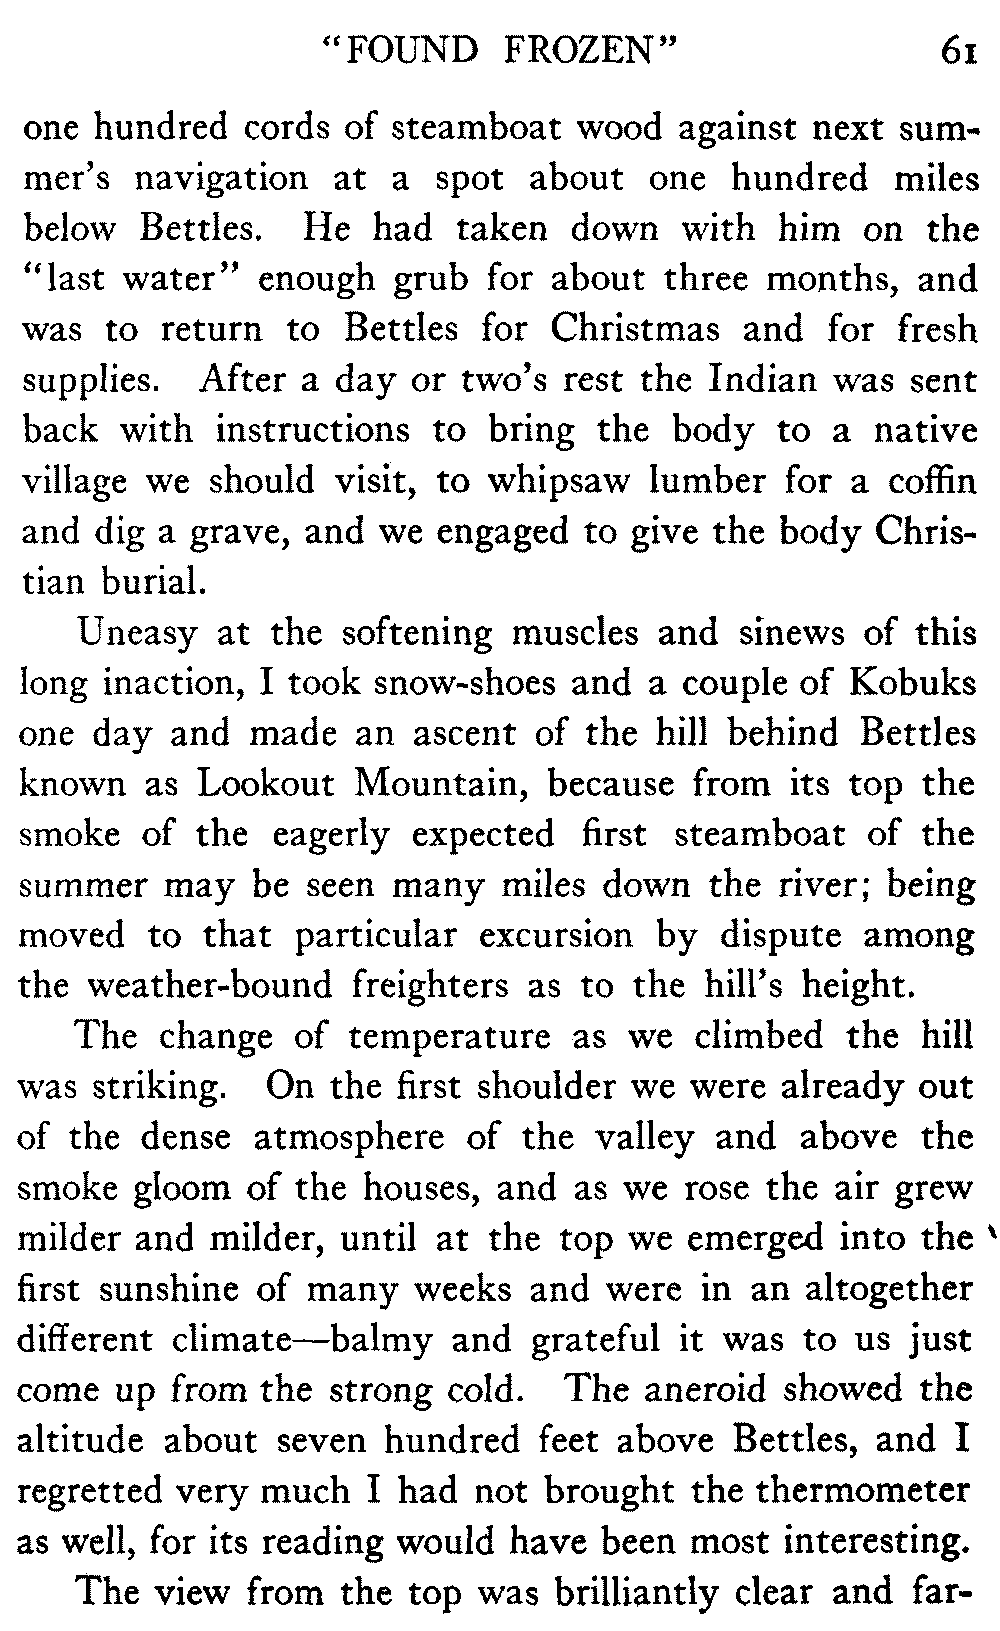 "FOUND FROZEN" 61
one hundred cords of steamboat wood against next sum-
mer's navigation at a spot about one hundred miles
below Bettles. He had taken down with him on the
"last water" enough grub for about three months, and
was to return to Bettles for Christmas and for fresh
supplies. After a day or two's rest the Indian was sent
back with instructions to bring the body to a native
village we should visit, to whipsaw lumber for a coffin
and dig a grave, and we engaged to give the body Chris-
tian burial.
Uneasy at the softening muscles and sinews of this
long inaction, I took snow-shoes and a couple of Kobuks
one day and made an ascent of the hill behind Bettles
known as Lookout Mountain, because from its top the
smoke of the eagerly expected first steamboat of the
summer may be seen many miles down the river; being
moved to that particular excursion by dispute among
the weather-bound freighters as to the hill's height.
The change of temperature as we climbed the hill
was striking. On the first shoulder we were already out
of the dense atmosphere of the valley and above the
smoke gloom of the houses, and as we rose the air grew
milder and milder, until at the top we emerged into the
first sunshine of many weeks and were in an altogether
different climate—balmy and grateful it was to us just
come up from the strong cold. The aneroid showed the
altitude about seven hundred feet above Bettles, and I
regretted very much I had not brought the thermometer
as well, for its reading would have been most interesting.
The view from the top was brilliantly clear and far-